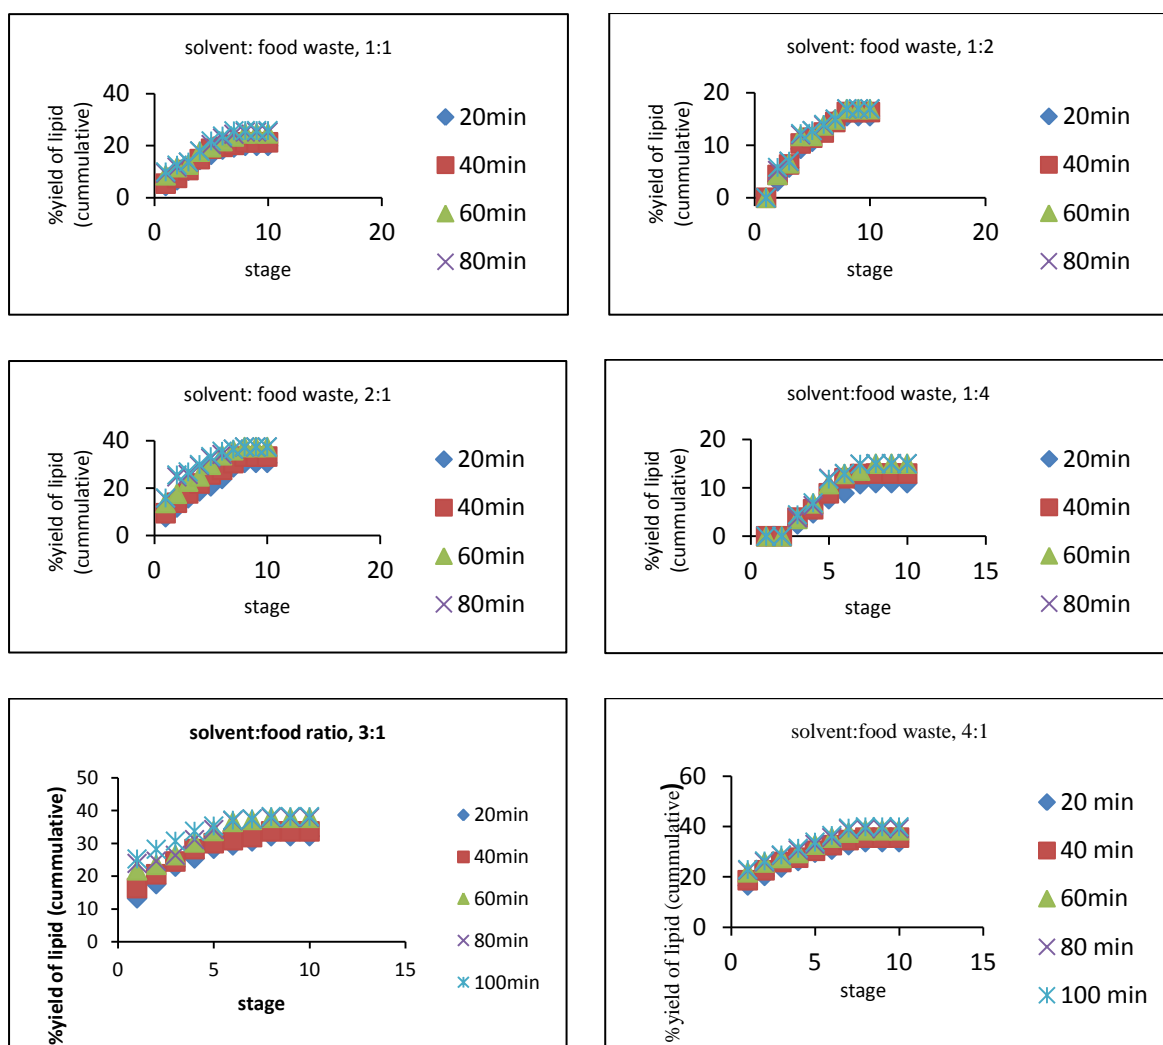 solvent: food waste, 1:1
%yield of lipid
(cummulative)
40
20
0
0 10 20
stage
20min
40min
60min
80min
solvent: food waste, 1:2
%yield of lipid
(cummulative)
20
10
0
0 10 20
stage
20min
40min
60min
80min
solvent: food waste, 2:1
%yield of lipid
(cummulative)
40
20
0
0 10 20
stage
20min
40min
60min
80min
solvent:food waste, 1:4
%yield of lipid
(cummulative)
20
10
0
0 5 10 15
stage
20min
40min
60min
80min
solvent:food ratio, 3:1
%yield of lipid (cummulative)
50
40
30
20
10
0
0 5 10 15
stage
20min
40min
60min
80min
100min
solvent:food waste, 4:1
%yield of lipid (cummulative)
60
40
20
0
0 5 10 15
stage
20 min
40 min
60min
80 min
100 min